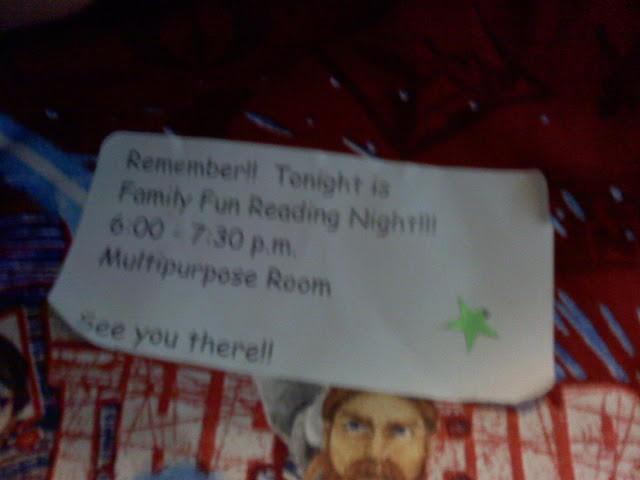 Remember!! Tonight is
Family Fun Reading Night!!!
6:00 - 7:30 p.m.
Multipurpose Room
See you there!!